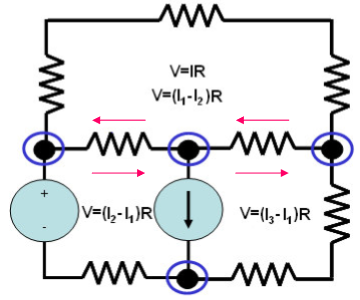 V=IR
V=(I₁-I₂)R
+
-
V=(I₂-I₁)R
V=(I₃-I₁)R